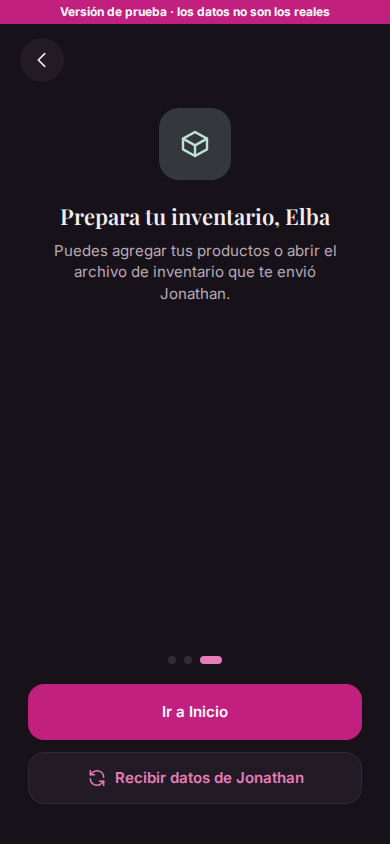 Versión de prueba · los datos no son los reales
Prepara tu inventario, Elba
Puedes agregar tus productos o abrir el
archivo de inventario que te envió
Jonathan.
Ir a Inicio
Recibir datos de Jonathan